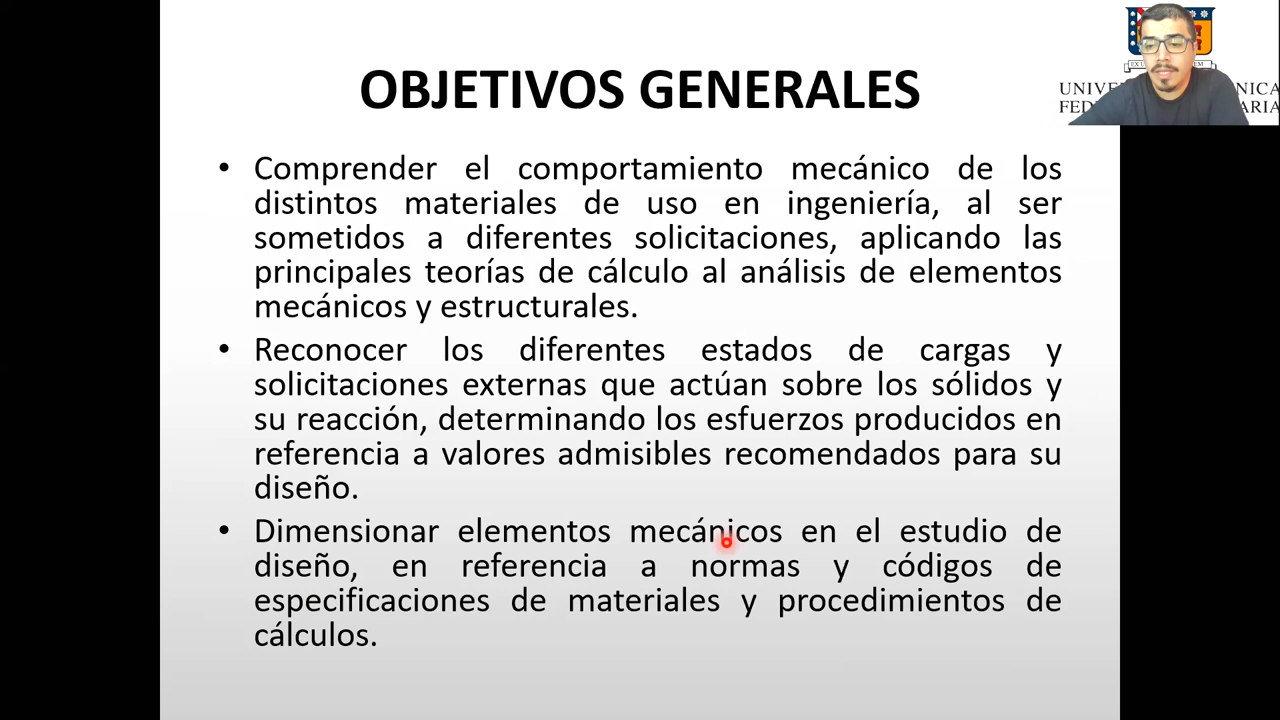 OBJETIVOS GENERALES
• Comprender el comportamiento mecánico de los
distintos materiales de uso en ingeniería, al ser
sometidos a diferentes solicitaciones, aplicando las
principales teorías de cálculo al análisis de elementos
mecánicos y estructurales.
• Reconocer los diferentes estados de cargas y
solicitaciones externas que actúan sobre los sólidos y
su reacción, determinando los esfuerzos producidos en
referencia a valores admisibles recomendados para su
diseño.
• Dimensionar elementos mecánicos en el estudio de
diseño, en referencia a normas y códigos de
especificaciones de materiales y procedimientos de
cálculos.